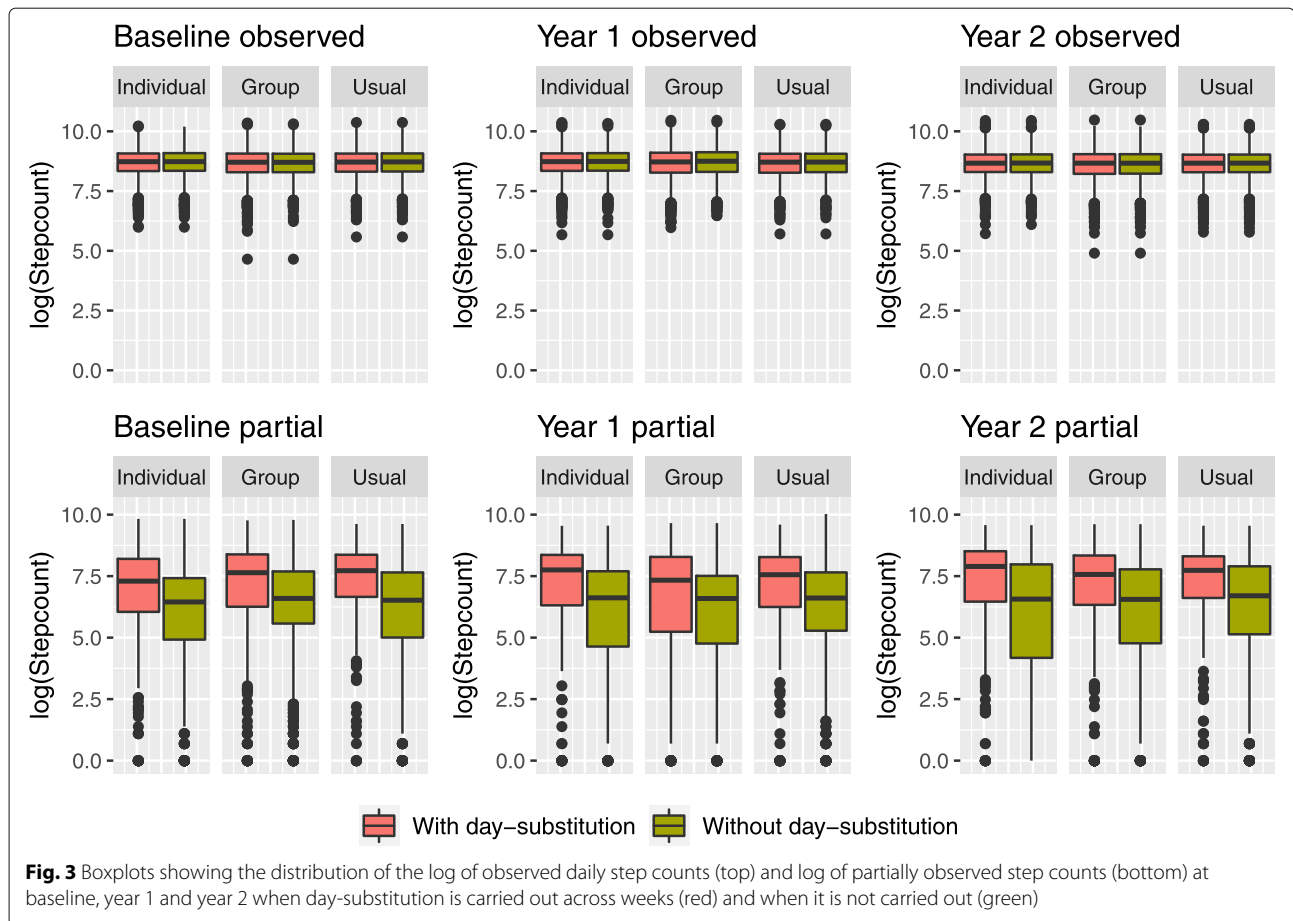 Baseline observed
Year 1 observed
Year 2 observed
Individual Group Usual
Individual Group Usual
Individual Group Usual
log(Stepcount)
10.0
7.5
5.0
2.5
0.0
log(Stepcount)
10.0
7.5
5.0
2.5
0.0
log(Stepcount)
10.0
7.5
5.0
2.5
0.0
Baseline partial
Year 1 partial
Year 2 partial
Individual Group Usual
Individual Group Usual
Individual Group Usual
log(Stepcount)
10.0
7.5
5.0
2.5
0.0
log(Stepcount)
10.0
7.5
5.0
2.5
0.0
log(Stepcount)
10.0
7.5
5.0
2.5
0.0
With day−substitution Without day−substitution
Fig. 3 Boxplots showing the distribution of the log of observed daily step counts (top) and log of partially observed step counts (bottom) at
baseline, year 1 and year 2 when day-substitution is carried out across weeks (red) and when it is not carried out (green)